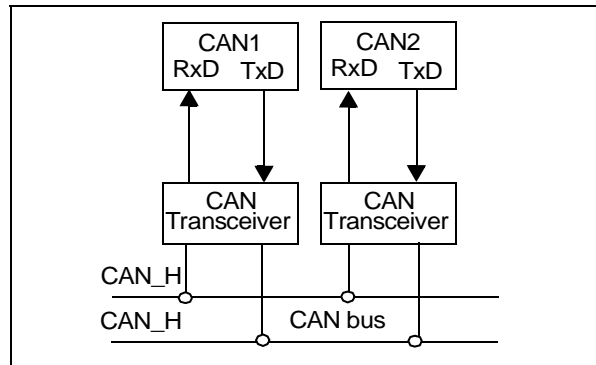 CAN1 CAN2
RxD TxD RxD TxD
CAN CAN
Transceiver Transceiver
CAN_H
CAN_H CAN bus